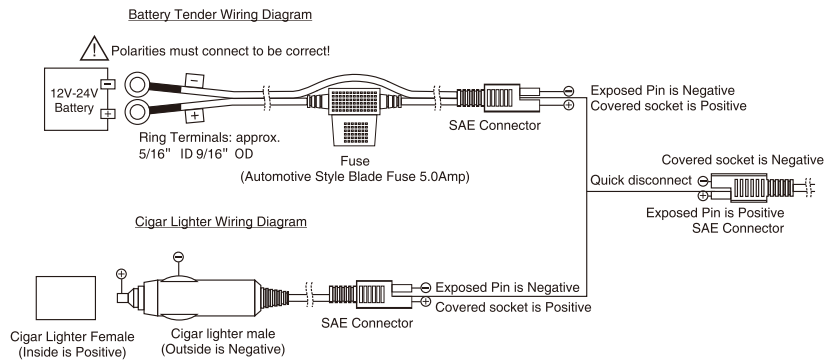 Battery Tender Wiring Diagram
! Polarities must connect to be correct!
12V-24V
Battery
−
+
−
+
Ring Terminals: approx.
5/16" ID 9/16" OD
Fuse
(Automotive Style Blade Fuse 5.0Amp)
SAE Connector
− Exposed Pin is Negative
+ Covered socket is Positive
Covered socket is Negative
Quick disconnect −
+
Exposed Pin is Positive
SAE Connector
Cigar Lighter Wiring Diagram
+
−
Cigar Lighter Female
(Inside is Positive)
Cigar lighter male
(Outside is Negative)
SAE Connector
− Exposed Pin is Negative
+ Covered socket is Positive